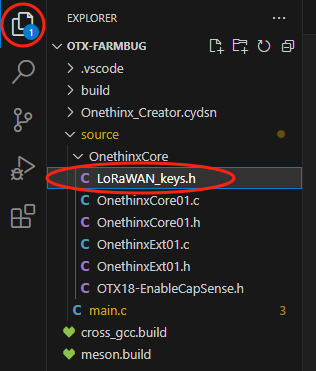 EXPLORER ...
1
OTX-FARMBUG
.vscode
build
Onethinx_Creator.cydsn
source
OnethinxCore
C LoRaWAN_keys.h
C OnethinxCore01.c
C OnethinxCore01.h
C OnethinxExt01.c
C OnethinxExt01.h
C OTX18-EnableCapSense.h
C main.c 3
cross_gcc.build
meson.build